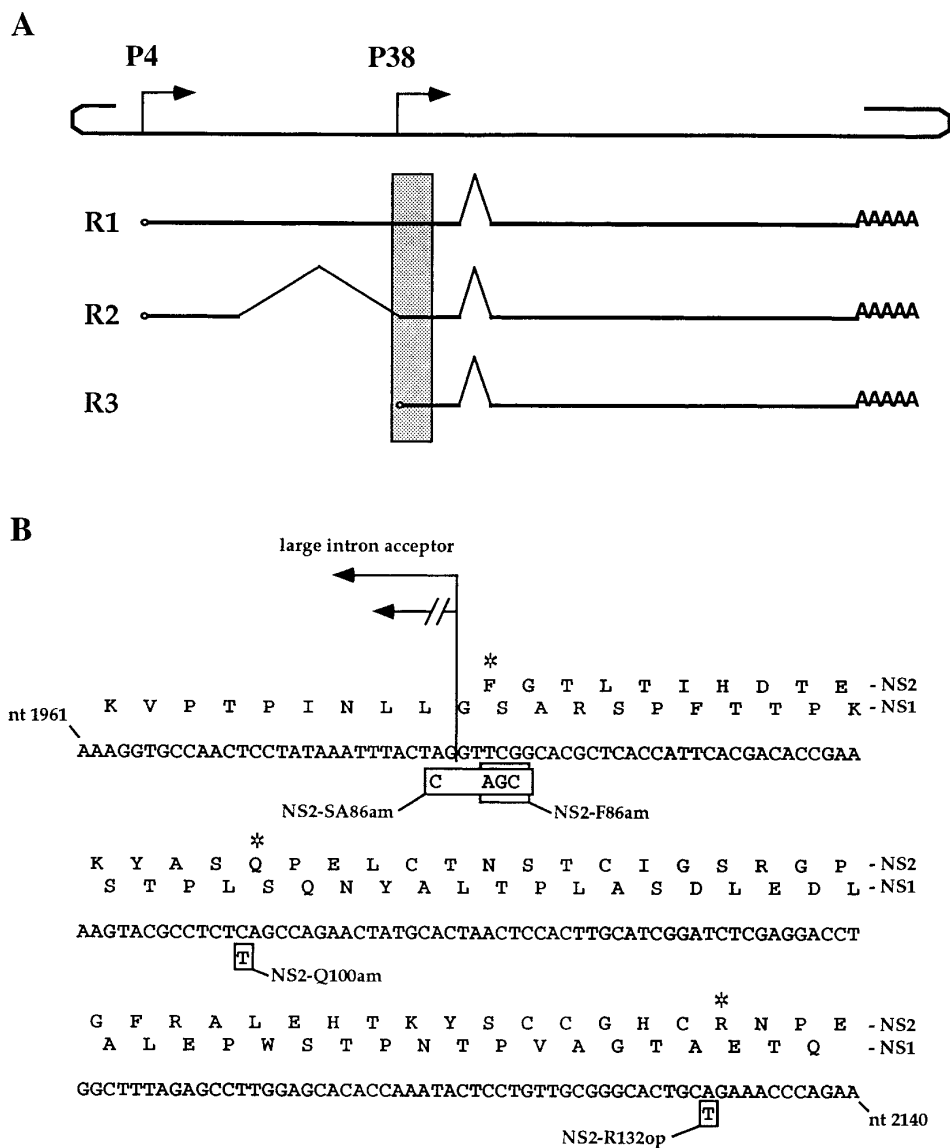 A
P4
P38
R1
AAAAA
R2
AAAAA
R3
AAAAA
B
large intron acceptor
*
F G T L T I H D T E - NS2
K V P T P I N L L G S A R S P F T T P K - NS1
nt 1961
AAAGGTGCCAACTCCTATAAATTTACTAGGTTCGGCACGCTCACCATTCACGACACCGAA
C AGC
NS2-SA86am
NS2-F86am
*
K Y A S Q P E L C T N S T C I G S R G P - NS2
S T P L S Q N Y A L T P L A S D L E D L - NS1
AAGTACGCCTCTCAGCCAGAACTATGCACTAACTCCACTTGCATCGGATCTCGAGGACCT
T
NS2-Q100am
*
G F R A L E H T K Y S C C G H C R N P E - NS2
A L E P W S T P N T P V A G T A E T Q - NS1
GGCTTTAGAGCCTTGGAGCACACCAAATACTCCTGTTGCGGGCACTGCAGAAACCCAGAA
nt 2140
T
NS2-R132op